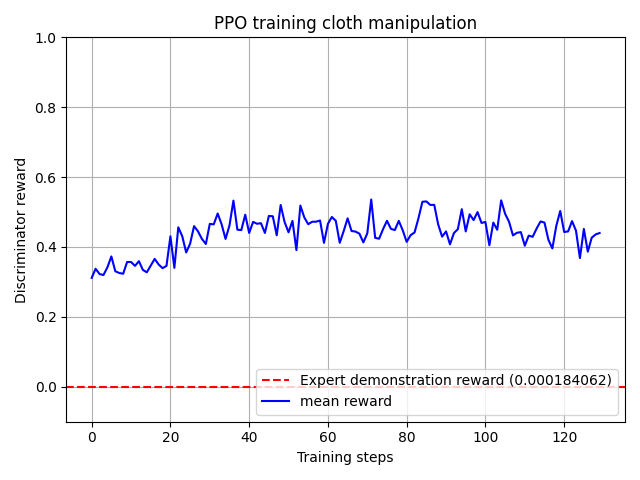 PPO training cloth manipulation
1.0
0.8
0.6
0.4
0.2
0.0
Discriminator reward
Expert demonstration reward (0.000184062)
mean reward
0 20 40 60 80 100 120
Training steps